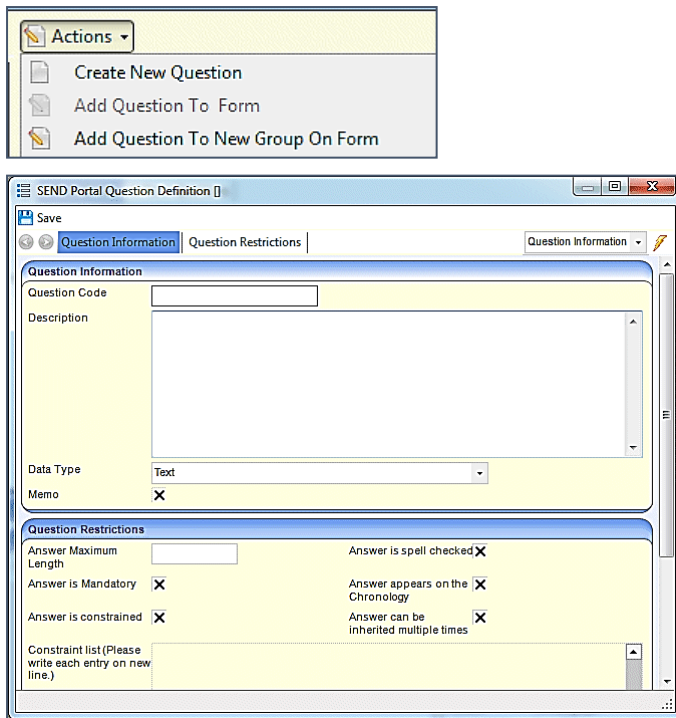 Actions
Create New Question
Add Question To Form
Add Question To New Group On Form
SEND Portal Question Definition []
Save
Question Information Question Restrictions Question Information
Question Information
Question Code
Description
Data Type Text
Memo
Question Restrictions
Answer Maximum Length Answer is spell checked
Answer is Mandatory Answer appears on the Chronology
Answer is constrained Answer can be inherited multiple times
Constraint list (Please
write each entry on new
line.)